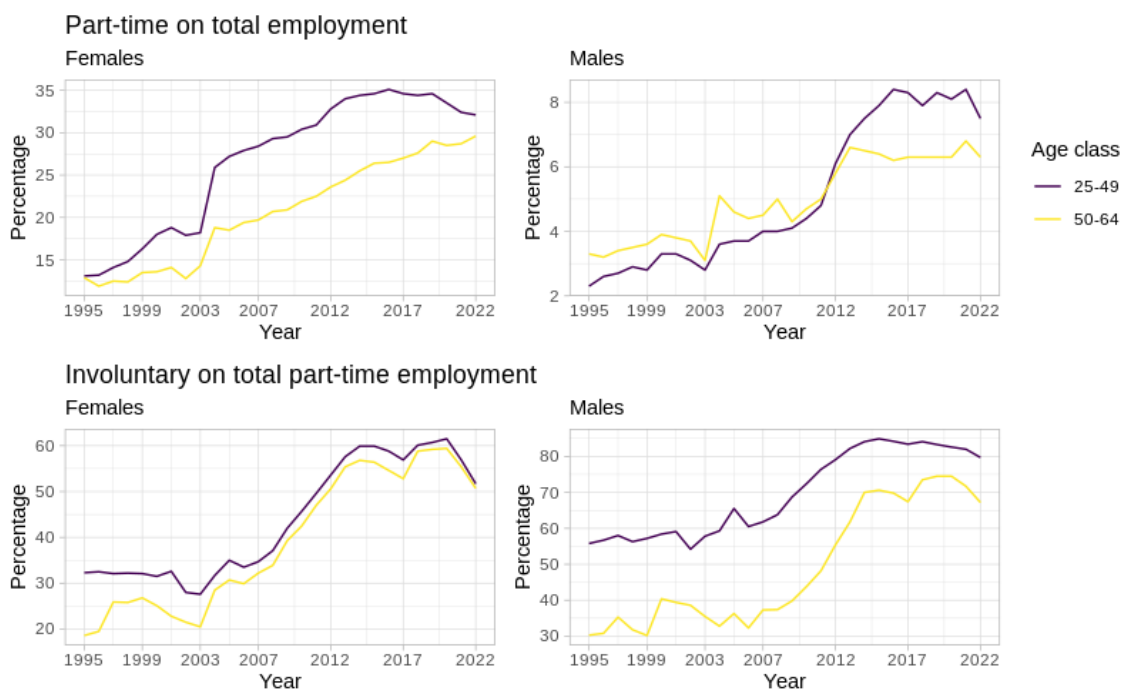 Part-time on total employment
Females
Males
35
30
25
20
15
Percentage
1995 1999 2003 2007 2012 2017 2022
Year
8
6
4
2
Percentage
1995 1999 2003 2007 2012 2017 2022
Year
Age class
25-49
50-64
Involuntary on total part-time employment
Females
Males
60
50
40
30
20
Percentage
1995 1999 2003 2007 2012 2017 2022
Year
80
70
60
50
40
30
Percentage
1995 1999 2003 2007 2012 2017 2022
Year